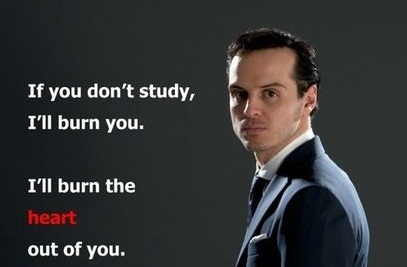 If you don't study,
I'll burn you.
I'll burn the
heart
out of you.